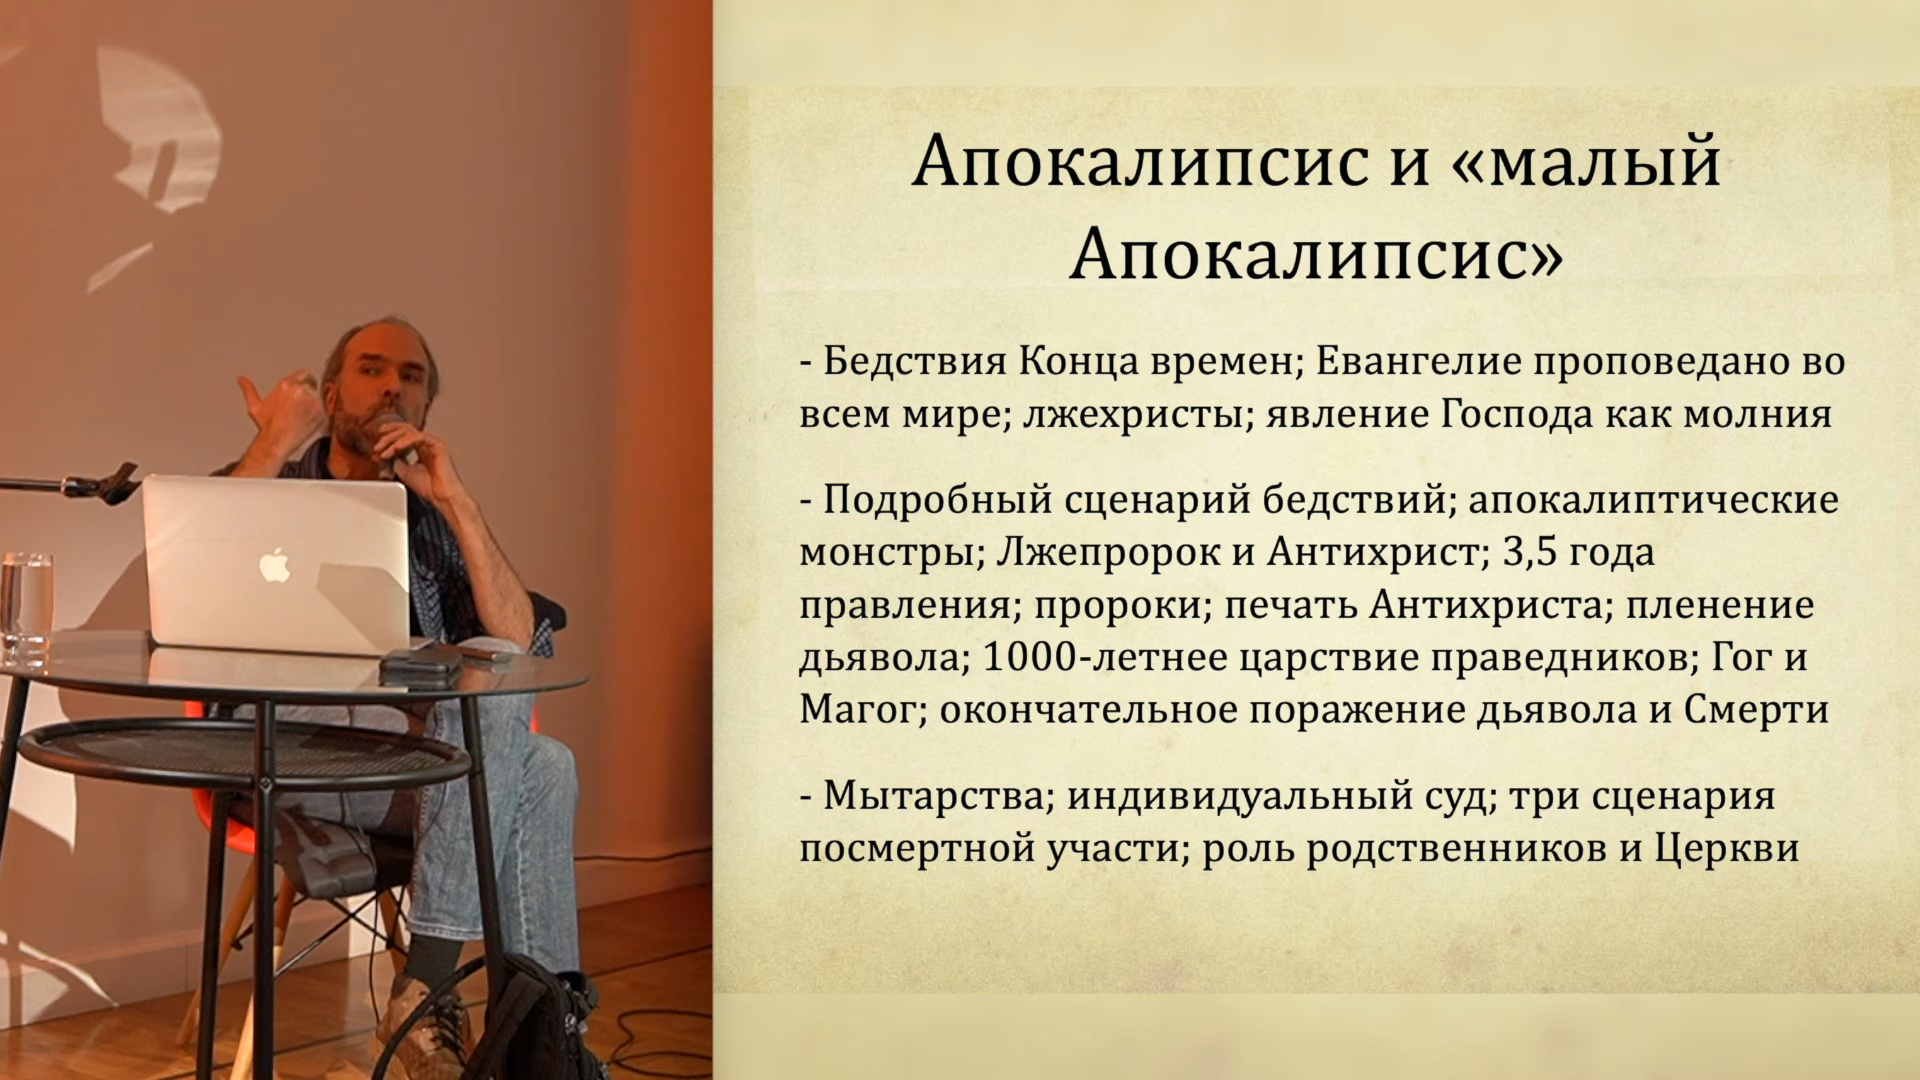 Апокалипсис и «малый
Апокалипсис»
- Бедствия Конца времен; Евангелие проповедано во
всем мире; лжехристы; явление Господа как молния
- Подробный сценарий бедствий; апокалиптические
монстры; Лжепророк и Антихрист; 3,5 года
правления; пророки; печать Антихриста; пленение
дьявола; 1000-летнее царствие праведников; Гог и
Магог; окончательное поражение дьявола и Смерти
- Мытарства; индивидуальный суд; три сценария
посмертной участи; роль родственников и Церкви